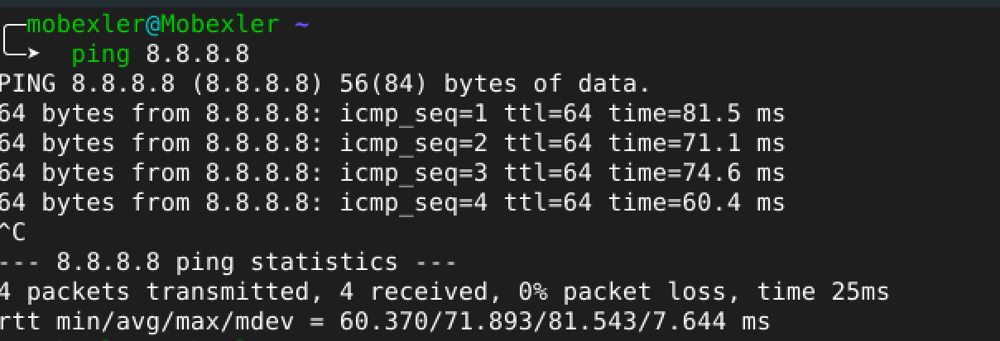 mobexler@Mobexler ~
ping 8.8.8.8
PING 8.8.8.8 (8.8.8.8) 56(84) bytes of data.
64 bytes from 8.8.8.8: icmp_seq=1 ttl=64 time=81.5 ms
64 bytes from 8.8.8.8: icmp_seq=2 ttl=64 time=71.1 ms
64 bytes from 8.8.8.8: icmp_seq=3 ttl=64 time=74.6 ms
64 bytes from 8.8.8.8: icmp_seq=4 ttl=64 time=60.4 ms
^C
--- 8.8.8.8 ping statistics ---
4 packets transmitted, 4 received, 0% packet loss, time 25ms
rtt min/avg/max/mdev = 60.370/71.893/81.543/7.644 ms